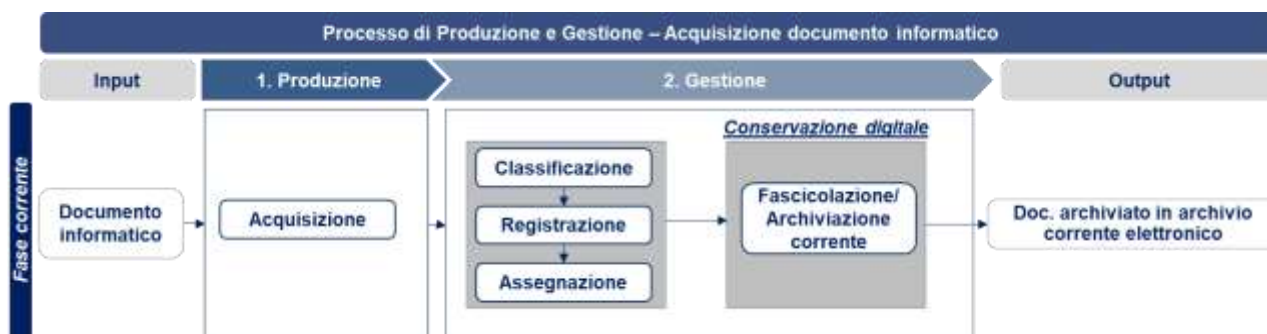 Processo di Produzione e Gestione – Acquisizione documento informatico
Input
1. Produzione
2. Gestione
Output
Fase corrente
Documento
informatico
Acquisizione
Classificazione
Registrazione
Assegnazione
Conservazione digitale
Fascicolazione/
Archiviazione
corrente
Doc. archiviato in archivio
corrente elettronico